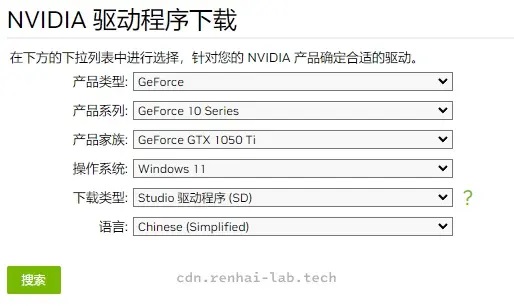 NVIDIA 驱动程序下载
在下方的下拉列表中进行选择，针对您的 NVIDIA 产品确定合适的驱动。
产品类型: GeForce
产品系列: GeForce 10 Series
产品家族: GeForce GTX 1050 Ti
操作系统: Windows 11
下载类型: Studio 驱动程序 (SD) ?
语言: Chinese (Simplified)
搜索 cdn.renhai-lab.tech